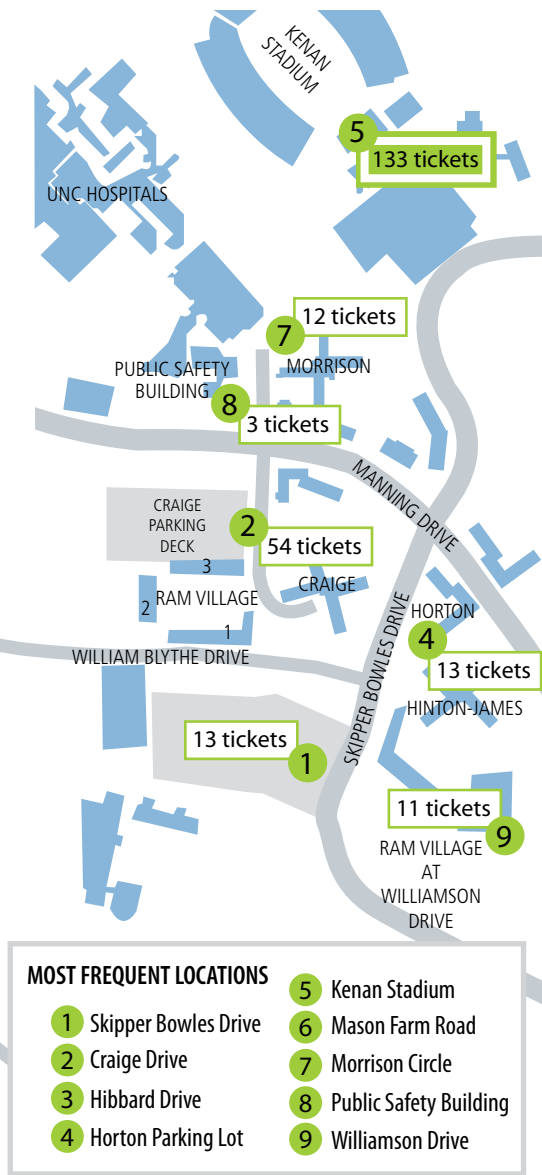 KENAN
STADIUM
5
133 tickets
UNC HOSPITALS
12 tickets
7
MORRISON
PUBLIC SAFETY
BUILDING
8
3 tickets
MANNING DRIVE
CRAIGE
PARKING
DECK
2
54 tickets
3
CRAIGE
2
RAM VILLAGE
1
HORTON
4
WILLIAM BLYTHE DRIVE
13 tickets
SKIPPER BOWLES DRIVE
HINTON-JAMES
13 tickets
1
11 tickets
9
RAM VILLAGE
AT
WILLIAMSON
DRIVE
MOST FREQUENT LOCATIONS
1 Skipper Bowles Drive
2 Craige Drive
3 Hibbard Drive
4 Horton Parking Lot
5 Kenan Stadium
6 Mason Farm Road
7 Morrison Circle
8 Public Safety Building
9 Williamson Drive